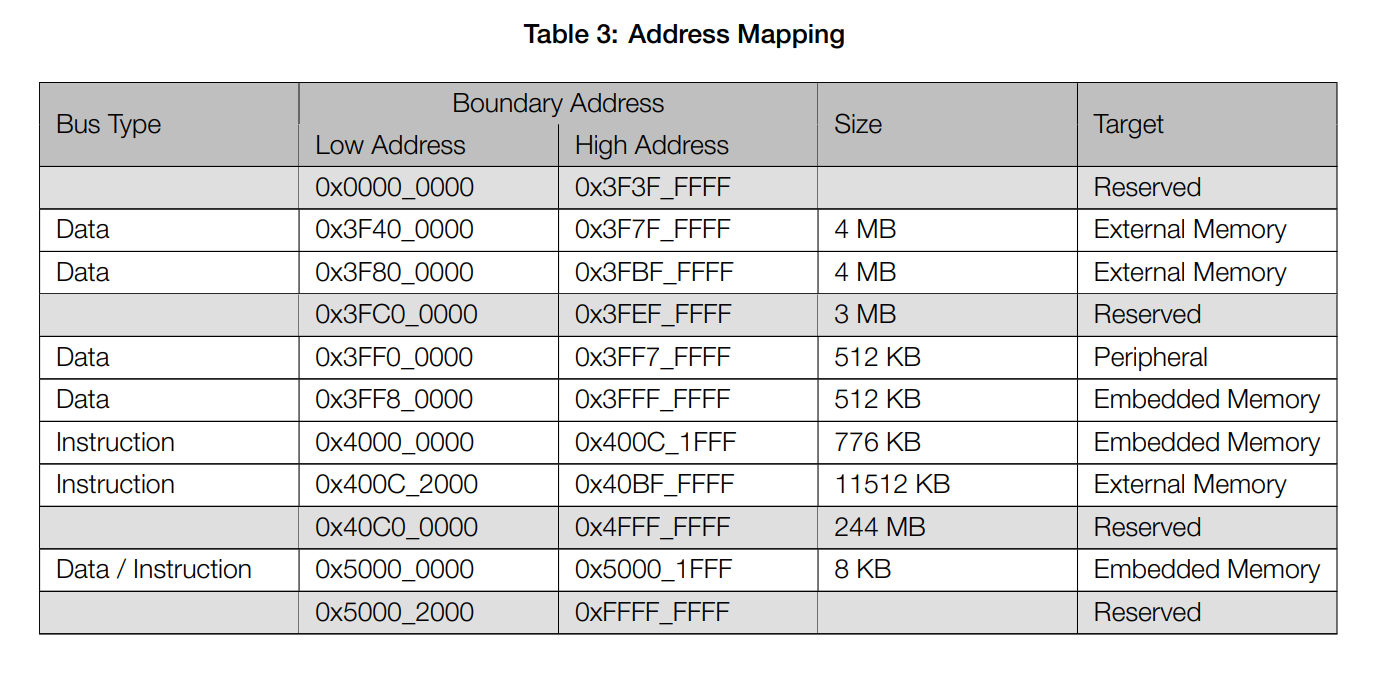 Table 3: Address Mapping
Bus Type Boundary Address Size Target
Low Address High Address
0x0000_0000 0x3F3F_FFFF Reserved
Data 0x3F40_0000 0x3F7F_FFFF 4 MB External Memory
Data 0x3F80_0000 0x3FBF_FFFF 4 MB External Memory
0x3FC0_0000 0x3FEF_FFFF 3 MB Reserved
Data 0x3FF0_0000 0x3FF7_FFFF 512 KB Peripheral
Data 0x3FF8_0000 0x3FFF_FFFF 512 KB Embedded Memory
Instruction 0x4000_0000 0x400C_1FFF 776 KB Embedded Memory
Instruction 0x400C_2000 0x40BF_FFFF 11512 KB External Memory
0x40C0_0000 0x4FFF_FFFF 244 MB Reserved
Data / Instruction 0x5000_0000 0x5000_1FFF 8 KB Embedded Memory
0x5000_2000 0xFFFF_FFFF Reserved